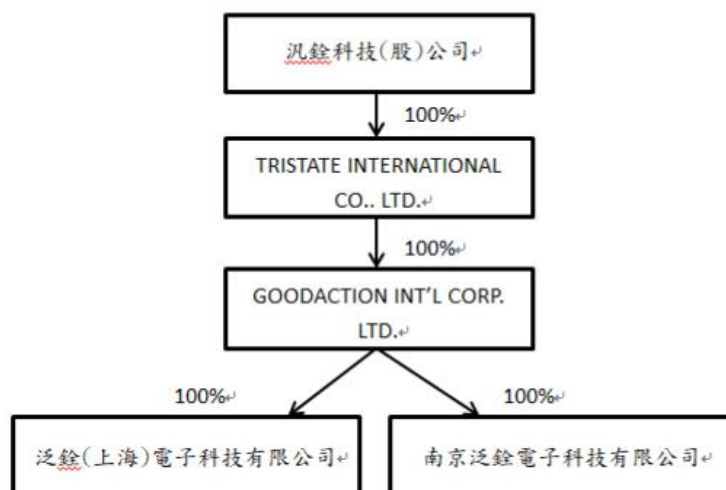 汎銓科技(股)公司
100%
TRISTATE INTERNATIONAL
CO.. LTD.
100%
GOODACTION INT'L CORP.
LTD.
100%
100%
泛銓(上海)電子科技有限公司
南京泛銓電子科技有限公司